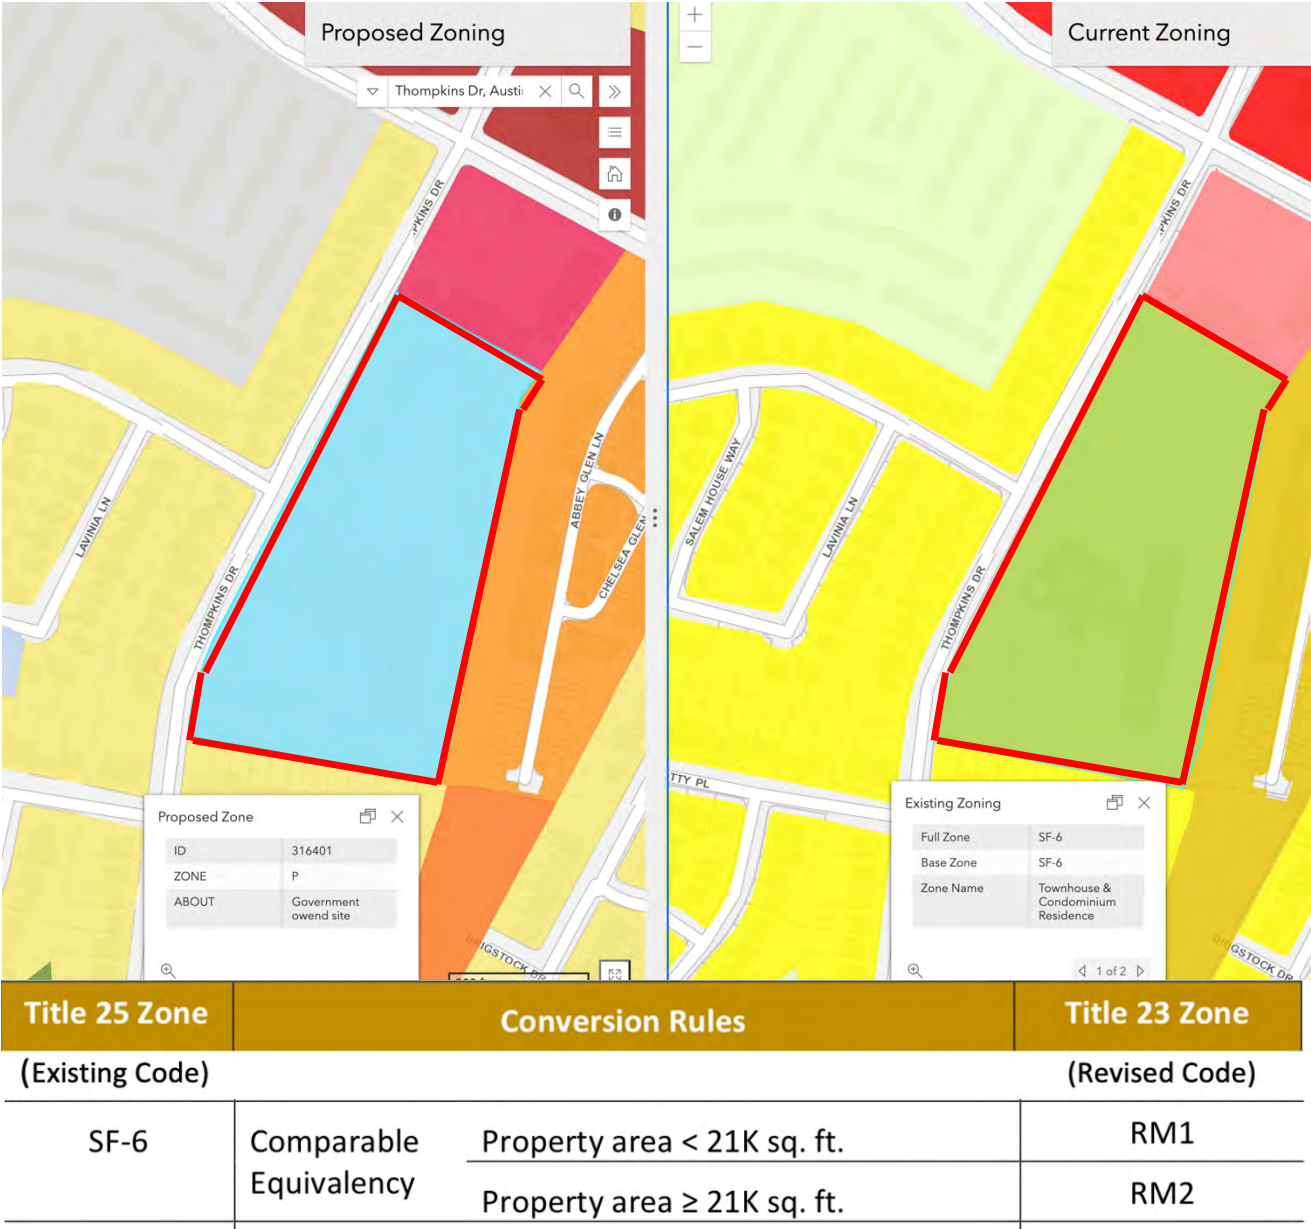 Proposed Zoning
Current Zoning
Thompkins Dr, Austi
PKINS DR
PKINS DR
ABBEY GLEN LN
CHELSEA GLEN
LAVINIA LN
THOMPKINS DR
SALEM HOUSE WAY
LAVINIA LN
THOMPKINS DR
TTY PL
Proposed Zone
ID 316401
ZONE P
ABOUT Government
owend site
BRIGSTOCK DR
Existing Zoning
Full Zone SF-6
Base Zone SF-6
Zone Name Townhouse &
Condominium
Residence
1 of 2
BRIGSTOCK DR
Title 25 Zone Conversion Rules Title 23 Zone
(Existing Code) (Revised Code)
SF-6 Comparable Property area < 21K sq. ft. RM1
Equivalency Property area ≥ 21K sq. ft. RM2